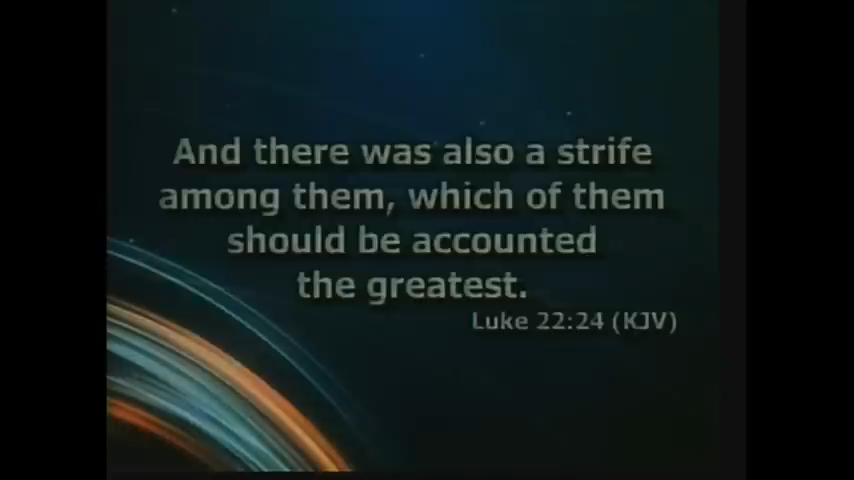 And there was also a strife
among them, which of them
should be accounted
the greatest.
Luke 22:24 (KJV)